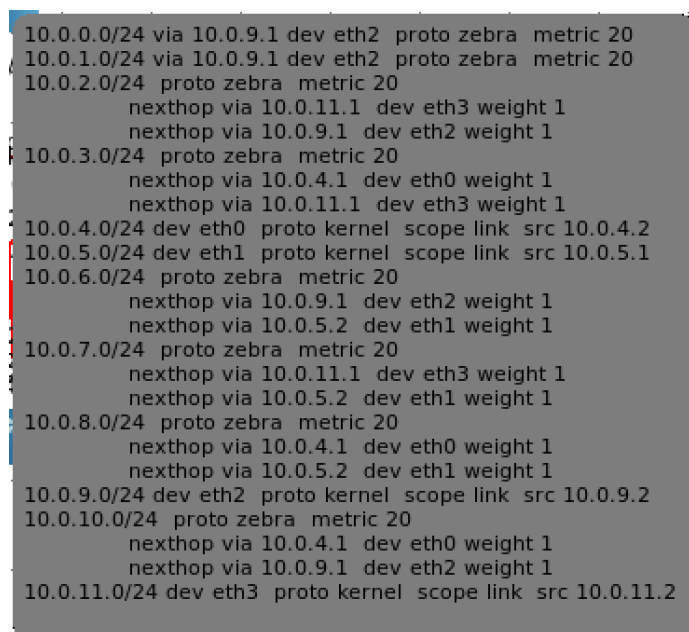 10.0.0.0/24 via 10.0.9.1 dev eth2  proto zebra  metric 20
10.0.1.0/24 via 10.0.9.1 dev eth2  proto zebra  metric 20
10.0.2.0/24  proto zebra  metric 20
nexthop via 10.0.11.1  dev eth3 weight 1
nexthop via 10.0.9.1  dev eth2 weight 1
10.0.3.0/24  proto zebra  metric 20
nexthop via 10.0.4.1  dev eth0 weight 1
nexthop via 10.0.11.1  dev eth3 weight 1
10.0.4.0/24 dev eth0  proto kernel  scope link  src 10.0.4.2
10.0.5.0/24 dev eth1  proto kernel  scope link  src 10.0.5.1
10.0.6.0/24  proto zebra  metric 20
nexthop via 10.0.9.1  dev eth2 weight 1
nexthop via 10.0.5.2  dev eth1 weight 1
10.0.7.0/24  proto zebra  metric 20
nexthop via 10.0.11.1  dev eth3 weight 1
nexthop via 10.0.5.2  dev eth1 weight 1
10.0.8.0/24  proto zebra  metric 20
nexthop via 10.0.4.1  dev eth0 weight 1
nexthop via 10.0.5.2  dev eth1 weight 1
10.0.9.0/24 dev eth2  proto kernel  scope link  src 10.0.9.2
10.0.10.0/24  proto zebra  metric 20
nexthop via 10.0.4.1  dev eth0 weight 1
nexthop via 10.0.9.1  dev eth2 weight 1
10.0.11.0/24 dev eth3  proto kernel  scope link  src 10.0.11.2